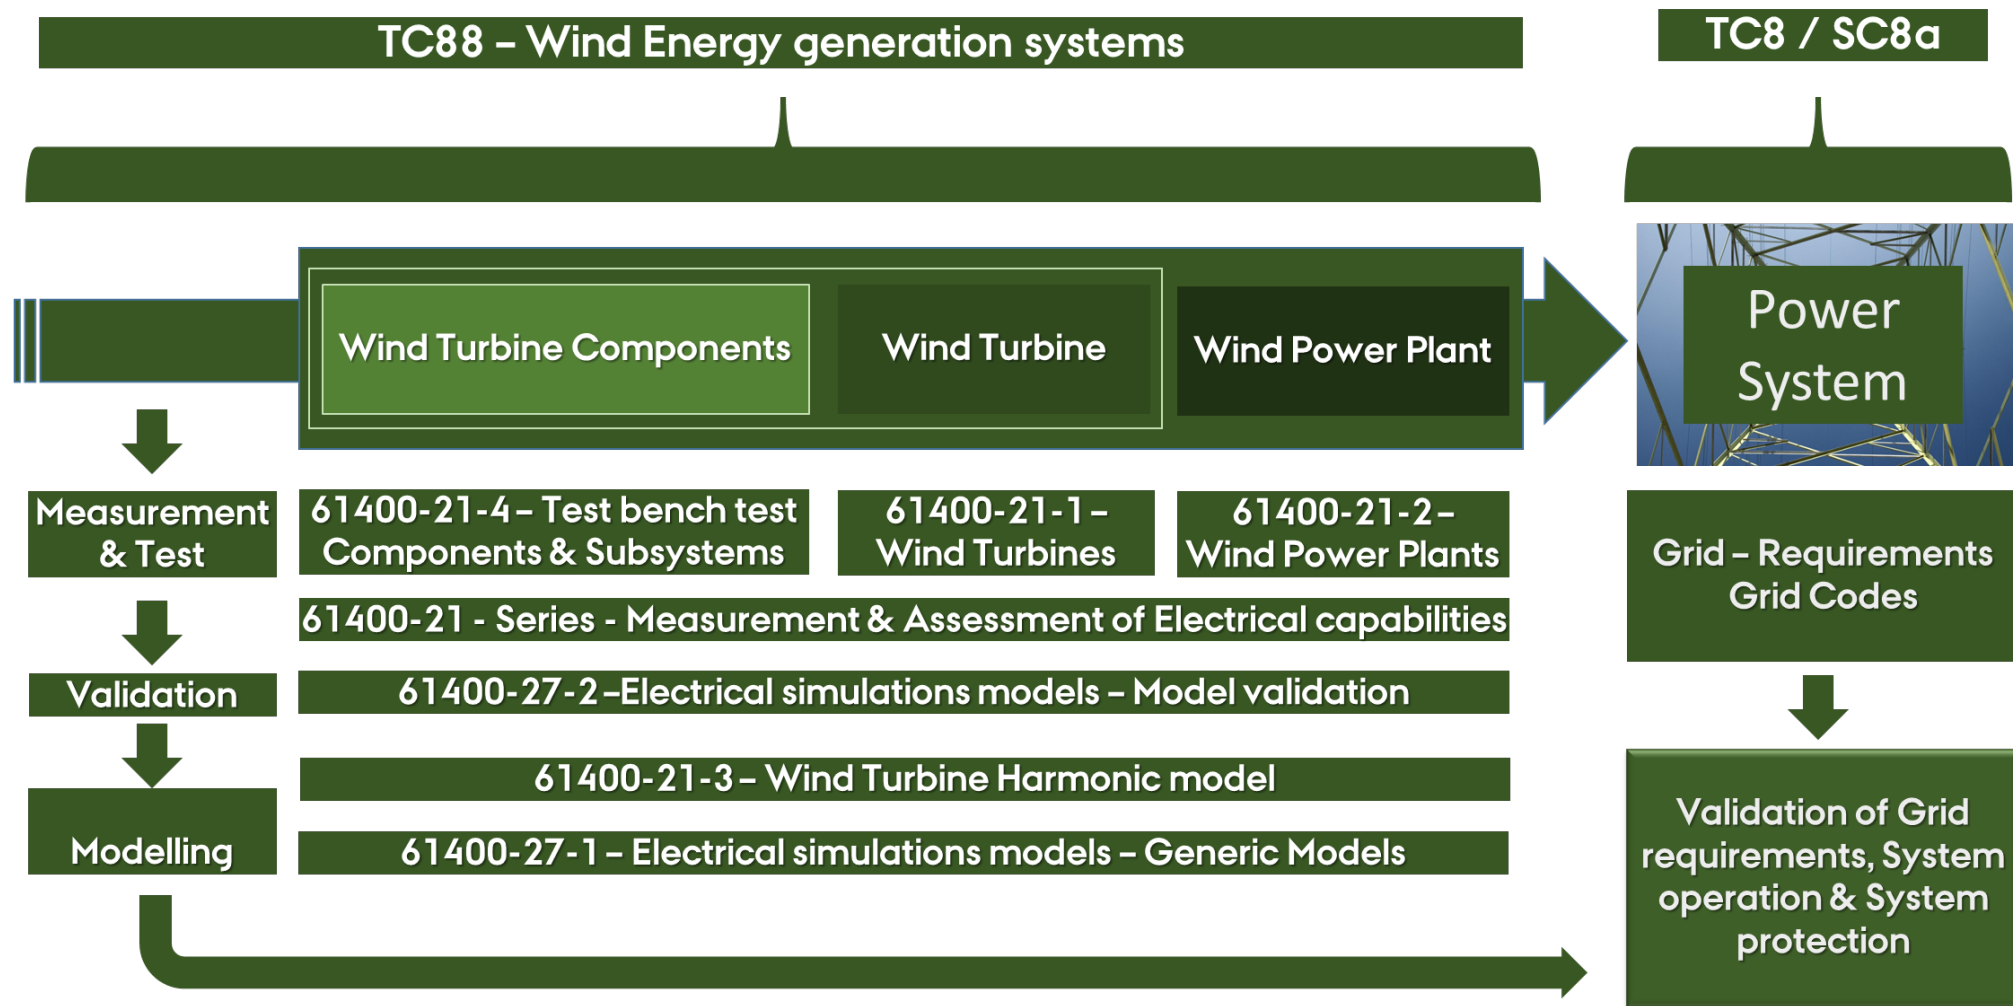 TC88 – Wind Energy generation systems
TC8 / SC8a
Wind Turbine Components
Wind Turbine
Wind Power Plant
Power
System
Measurement
& Test
61400-21-4– Test bench test
Components & Subsystems
61400-21-1–
Wind Turbines
61400-21-2–
Wind Power Plants
Grid – Requirements
Grid Codes
61400-21 - Series - Measurement & Assessment of Electrical capabilities
Validation
61400-27-2–Electrical simulations models – Model validation
61400-21-3– Wind Turbine Harmonic model
Modelling
61400-27-1– Electrical simulations models – Generic Models
Validation of Grid
requirements, System
operation & System
protection